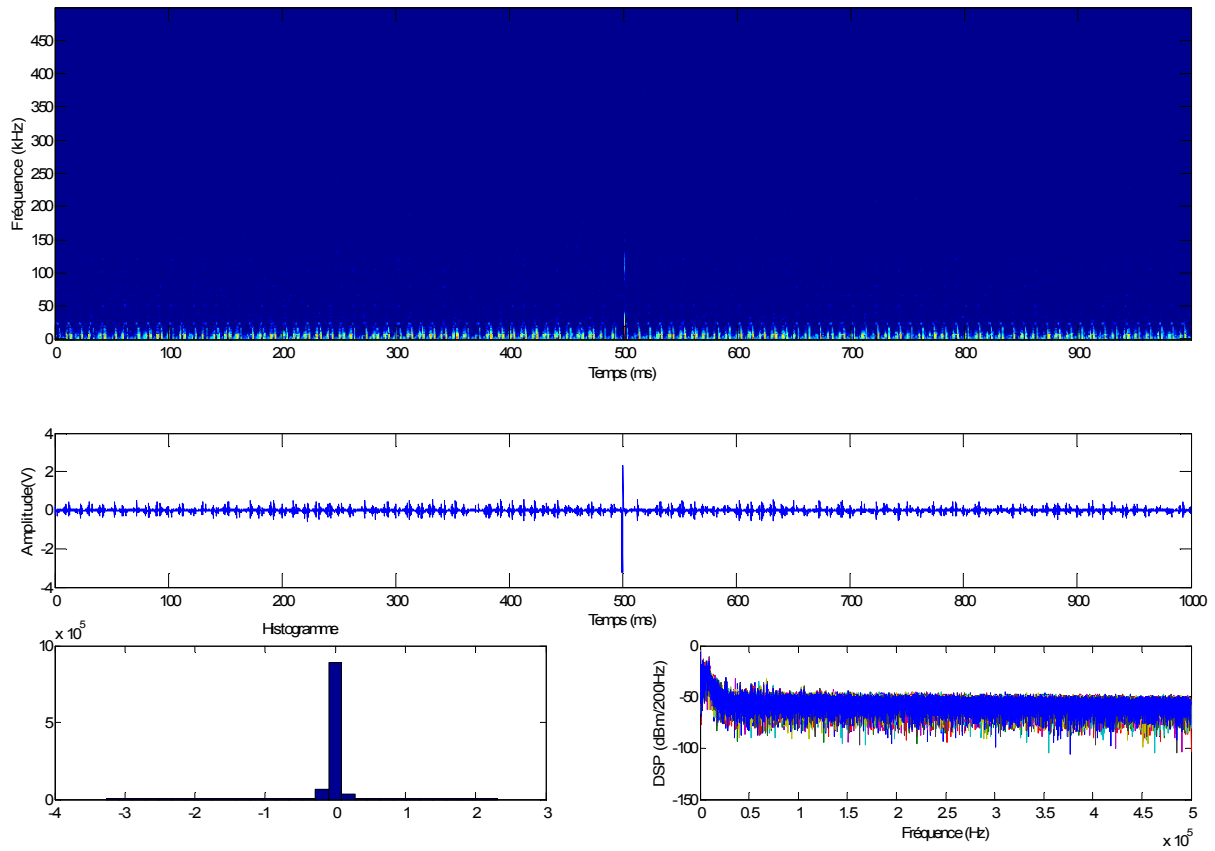 450
400
350
300
250
200
150
100
50
0
Fréquence (kHz)
0 100 200 300 400 500 600 700 800 900
Temps (ms)
4
2
0
-2
-4
Amplitude(V)
0 100 200 300 400 500 600 700 800 900 1000
Temps (ms)
Histogramme
x 10^5
10
5
0
-4 -3 -2 -1 0 1 2 3
0
-50
-100
-150
DSP (dBm/200Hz)
0 0.5 1 1.5 2 2.5 3 3.5 4 4.5 5
Fréquence (Hz)
x 10^5